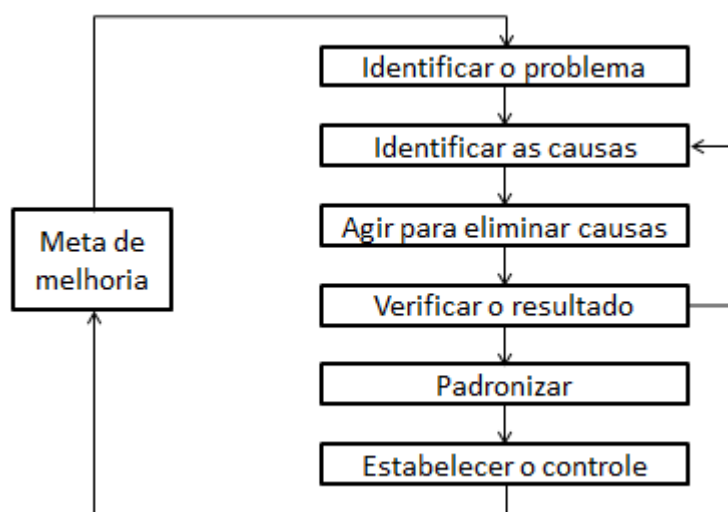 Identificar o problema
Identificar as causas
Agir para eliminar causas
Meta de
melhoria
Verificar o resultado
Padronizar
Estabelecer o controle